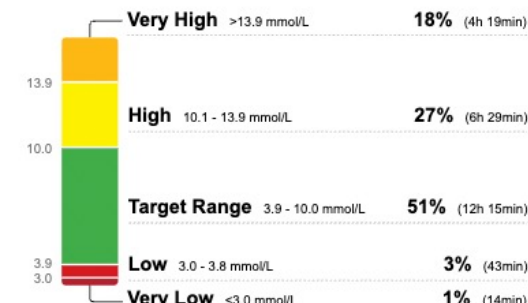 Very High >13.9 mmol/L 18% (4h 19min)
13.9
High 10.1 - 13.9 mmol/L 27% (6h 29min)
10.0
Target Range 3.9 - 10.0 mmol/L 51% (12h 15min)
3.9
Low 3.0 - 3.8 mmol/L 3% (43min)
3.0
Very Low <3.0 mmol/L 1% (14min)